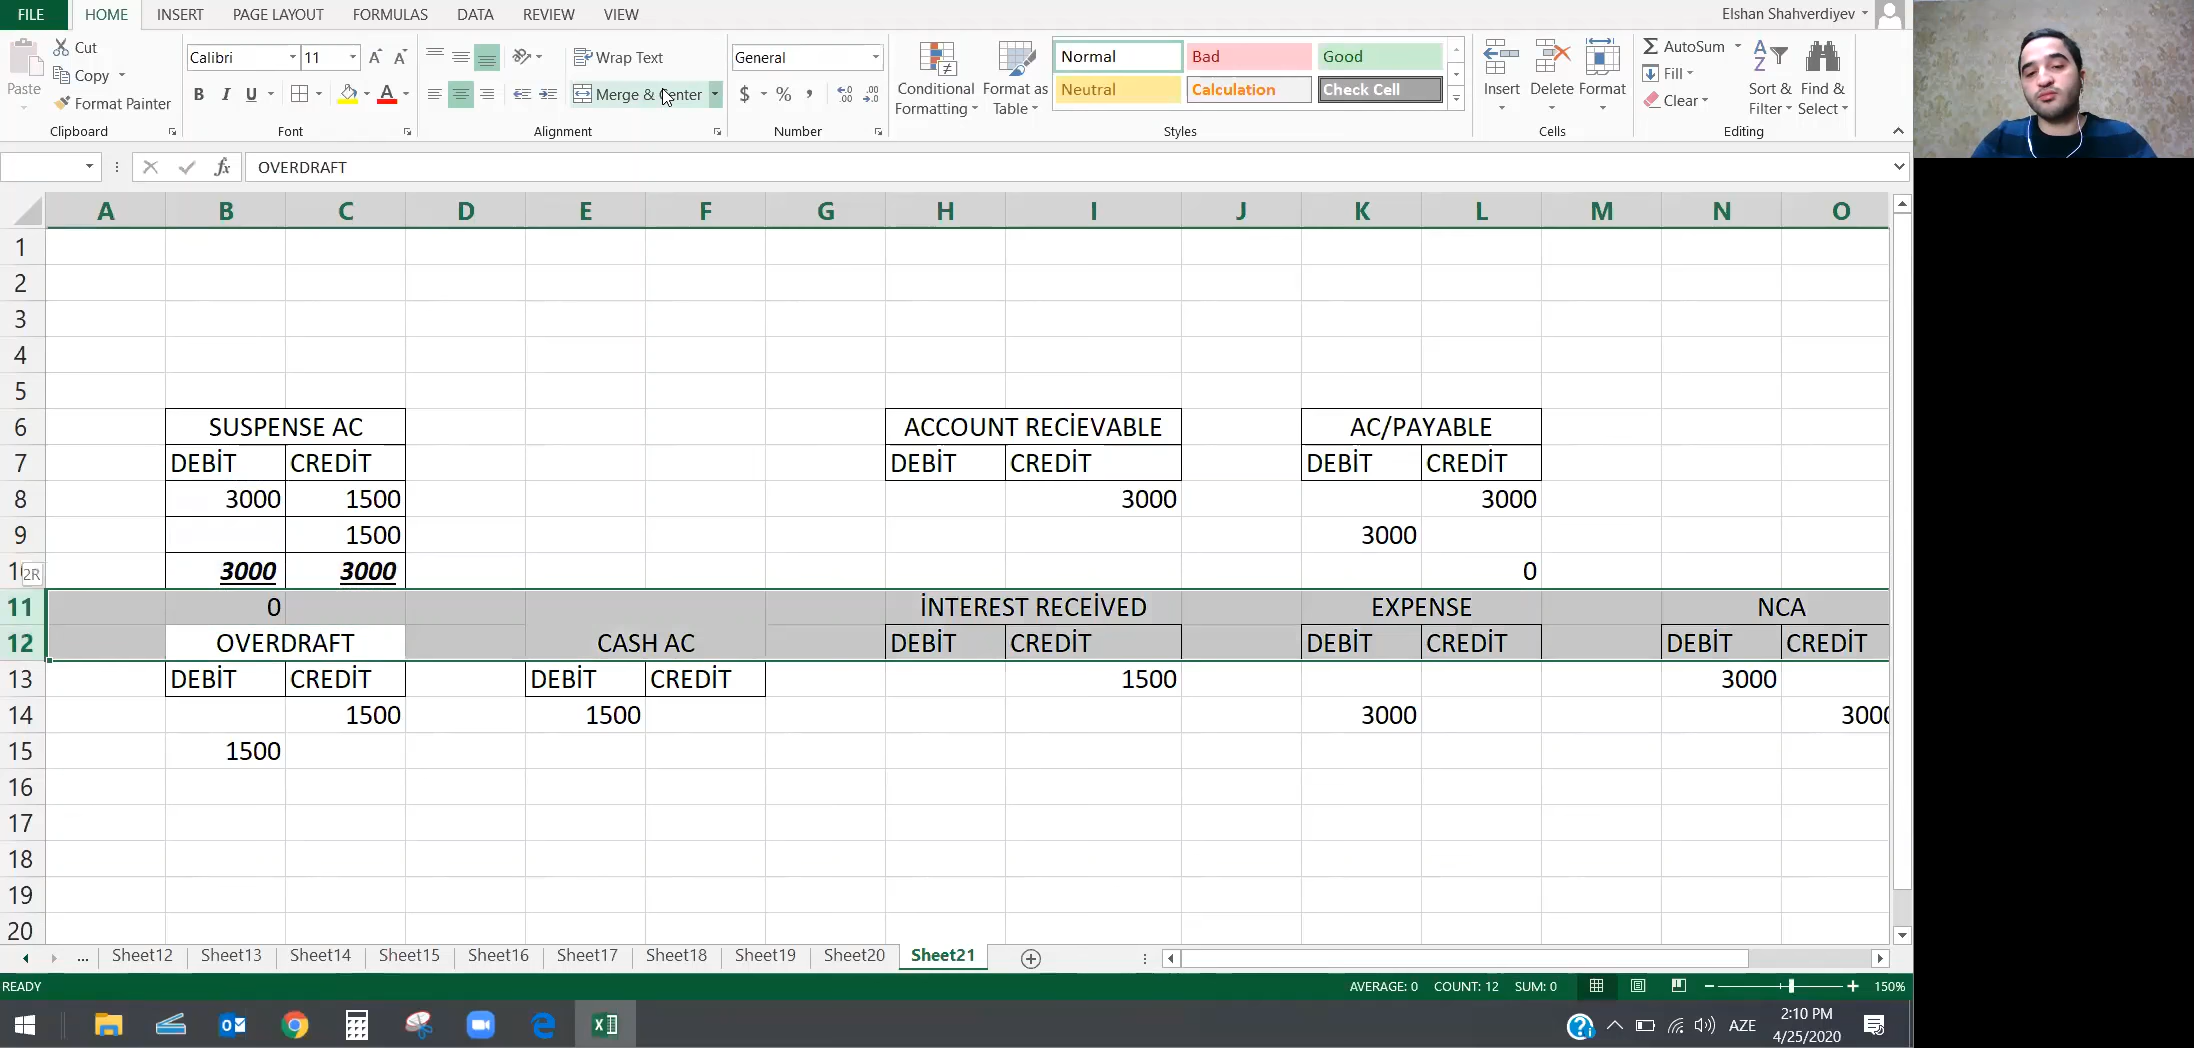 FILE HOME INSERT PAGE LAYOUT FORMULAS DATA REVIEW VIEW Elshan Shahverdiyev
Cut
Copy
Format Painter
Paste
Clipboard
Calibri 11
B I U
Font
Wrap Text
Merge & Center
Alignment
General
$ % ,
Number
Conditional Formatting
Format as Table
Normal Bad Good
Neutral Calculation Check Cell
Styles
Insert Delete Format
Cells
AutoSum
Fill
Clear
Sort & Filter
Find & Select
Editing
fx OVERDRAFT
A B C D E F G H I J K L M N O
1
2
3
4
5
6 SUSPENSE AC ACCOUNT RECİEVABLE AC/PAYABLE
7 DEBİT CREDİT DEBİT CREDİT DEBİT CREDİT
8 3000 1500 3000 3000
9 1500 3000
2R 3000 3000 0
11 0 İNTEREST RECEİVED EXPENSE NCA
12 OVERDRAFT CASH AC DEBİT CREDİT DEBİT CREDİT DEBİT CREDİT
13 DEBİT CREDİT DEBİT CREDİT 1500 3000
14 1500 1500 3000 3000
15 1500
16
17
18
19
20
... Sheet12 Sheet13 Sheet14 Sheet15 Sheet16 Sheet17 Sheet18 Sheet19 Sheet20 Sheet21
READY AVERAGE: 0 COUNT: 12 SUM: 0 150%
AZE 2:10 PM
4/25/2020